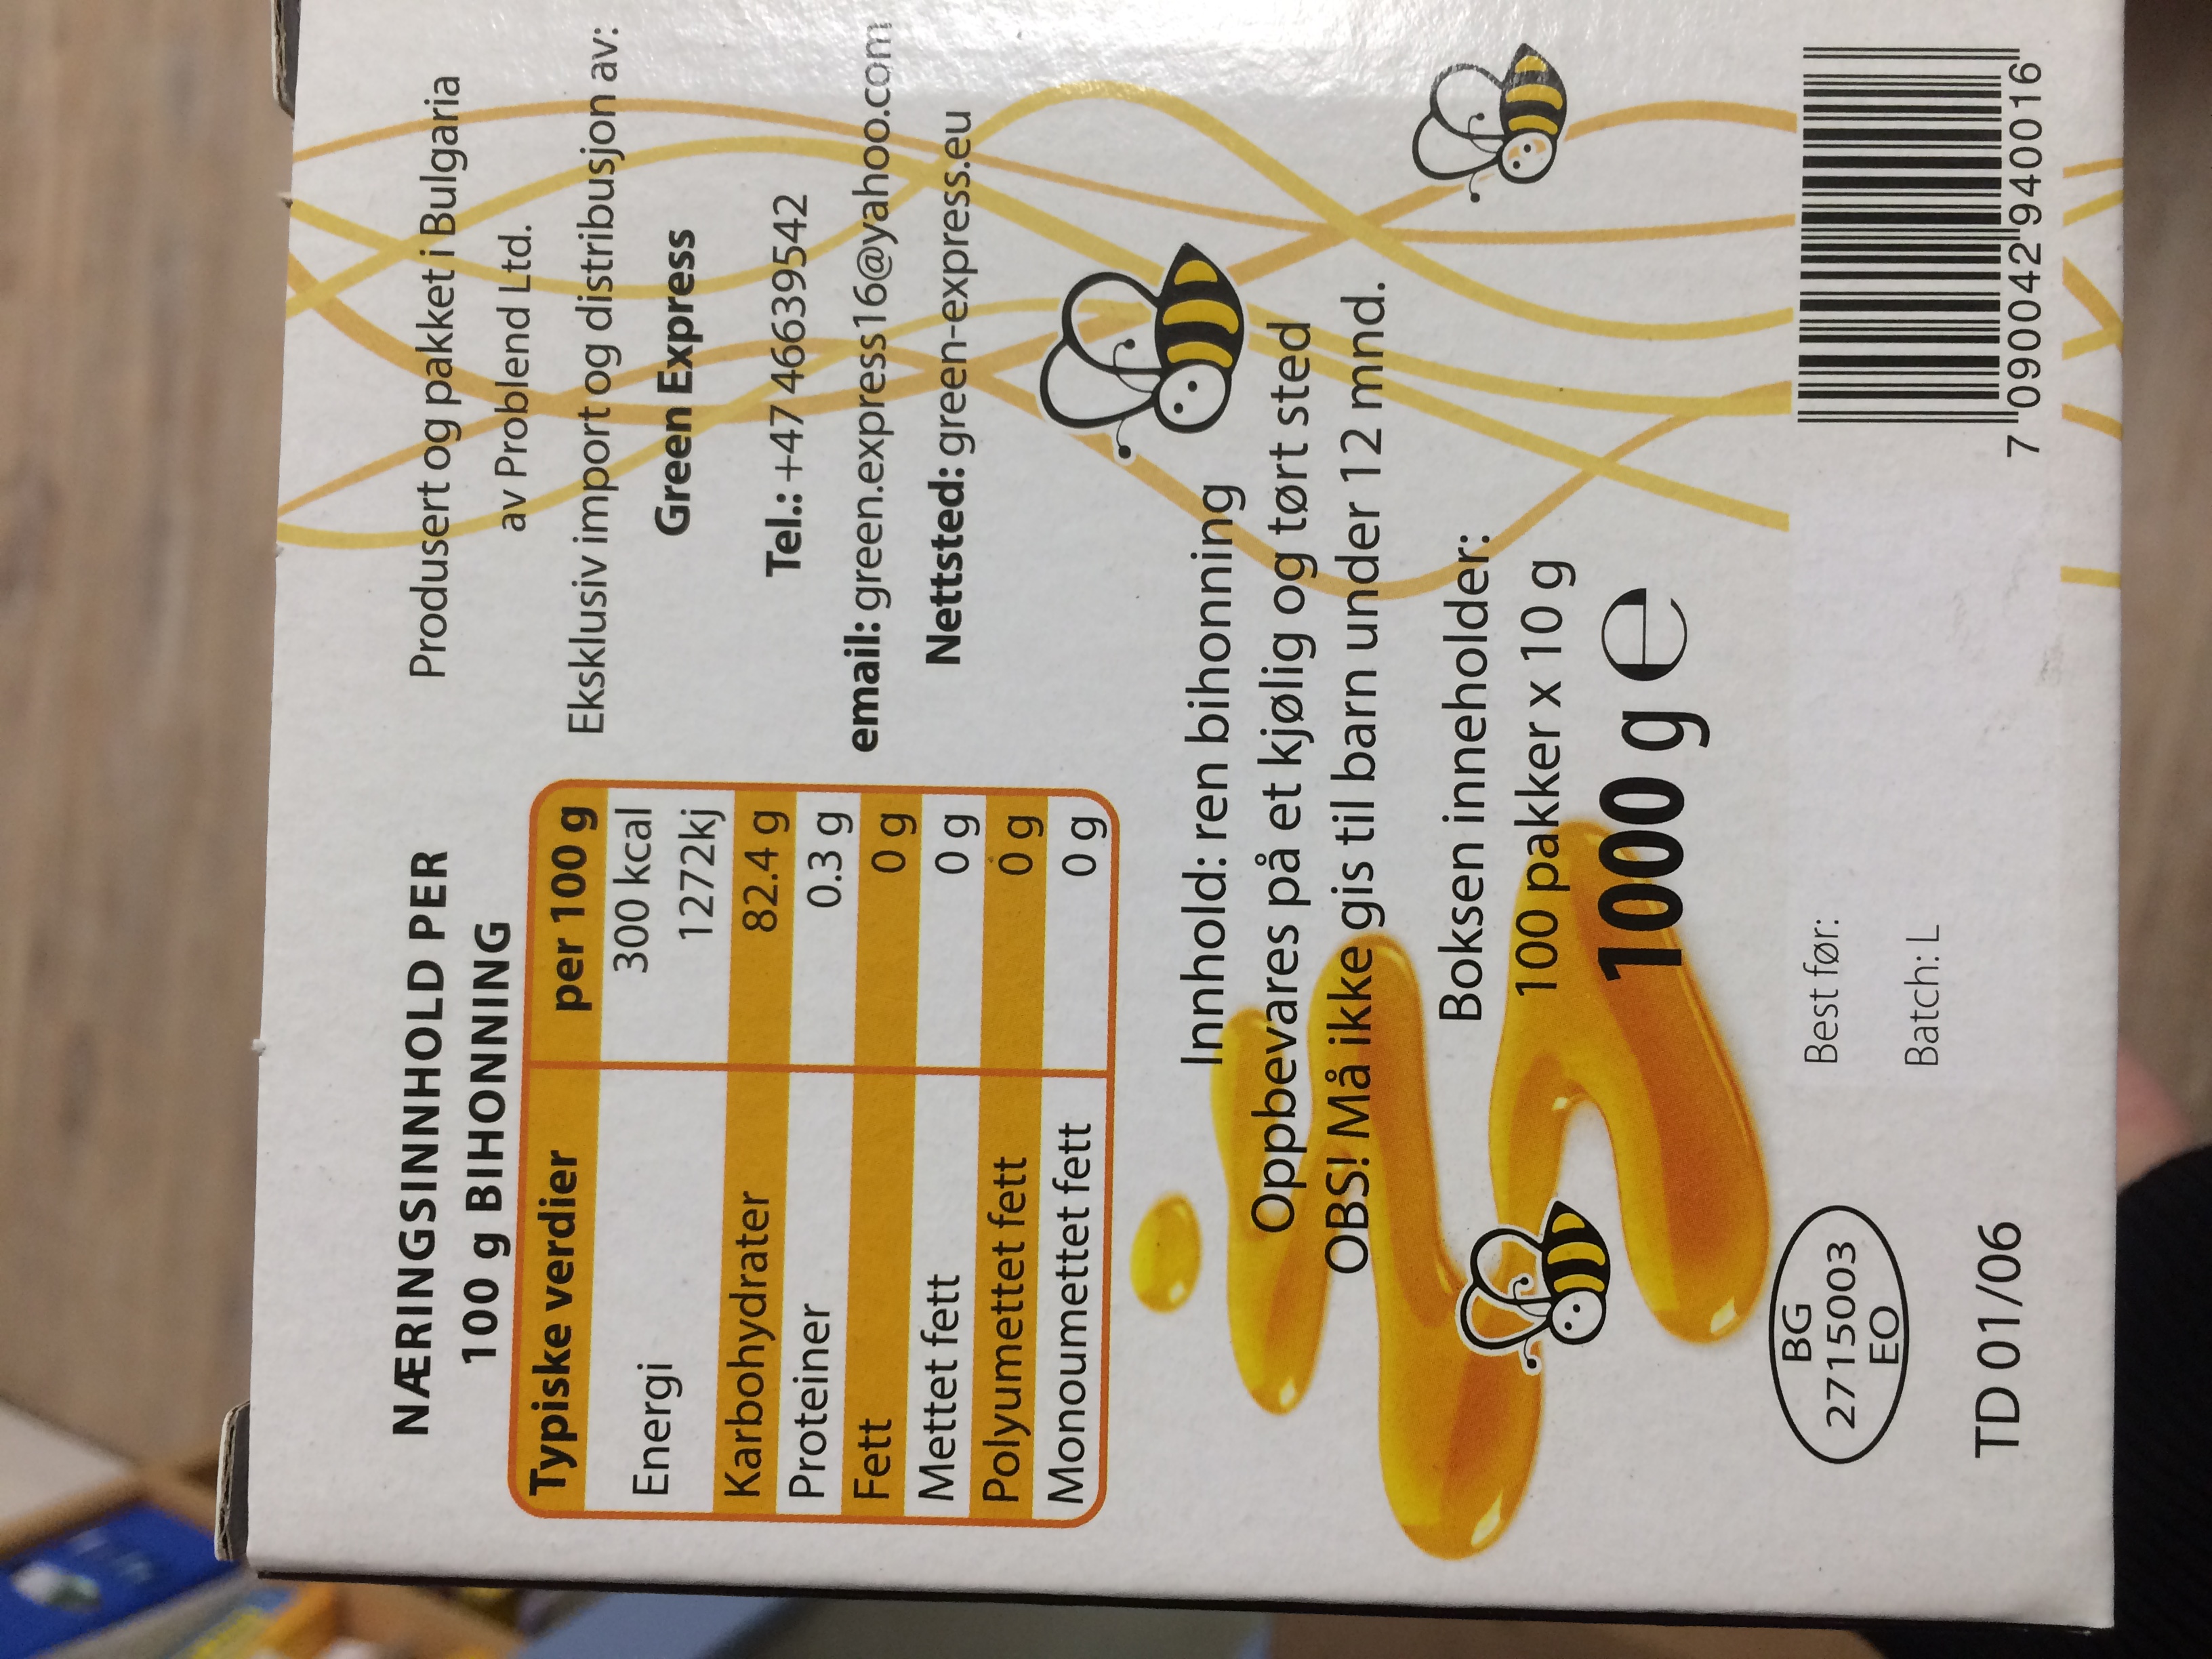 NÆRINGSINNHOLD PER
100 g BIHONNING
Typiske verdier per 100 g
Energi 300 kcal
1272kj
Karbohydrater 82.4 g
Proteiner 0.3 g
Fett 0 g
Mettet fett 0 g
Polyumettet fett 0 g
Monoumettet fett 0 g
Produsert og pakket i Bulgaria
av Problend Ltd.
Eksklusiv import og distribusjon av:
Green Express
Tel.: +47 46639542
email: green.express16@yahoo.com
Nettsted: green-express.eu
Innhold: ren bihonning
Oppbevares på et kjølig og tørt sted
OBS! Må ikke gis til barn under 12 mnd.
Boksen inneholder:
100 pakker x 10 g
1000 g e
BG
2715003
EO
TD 01/06
Best før:
Batch: L
7 090042 940016